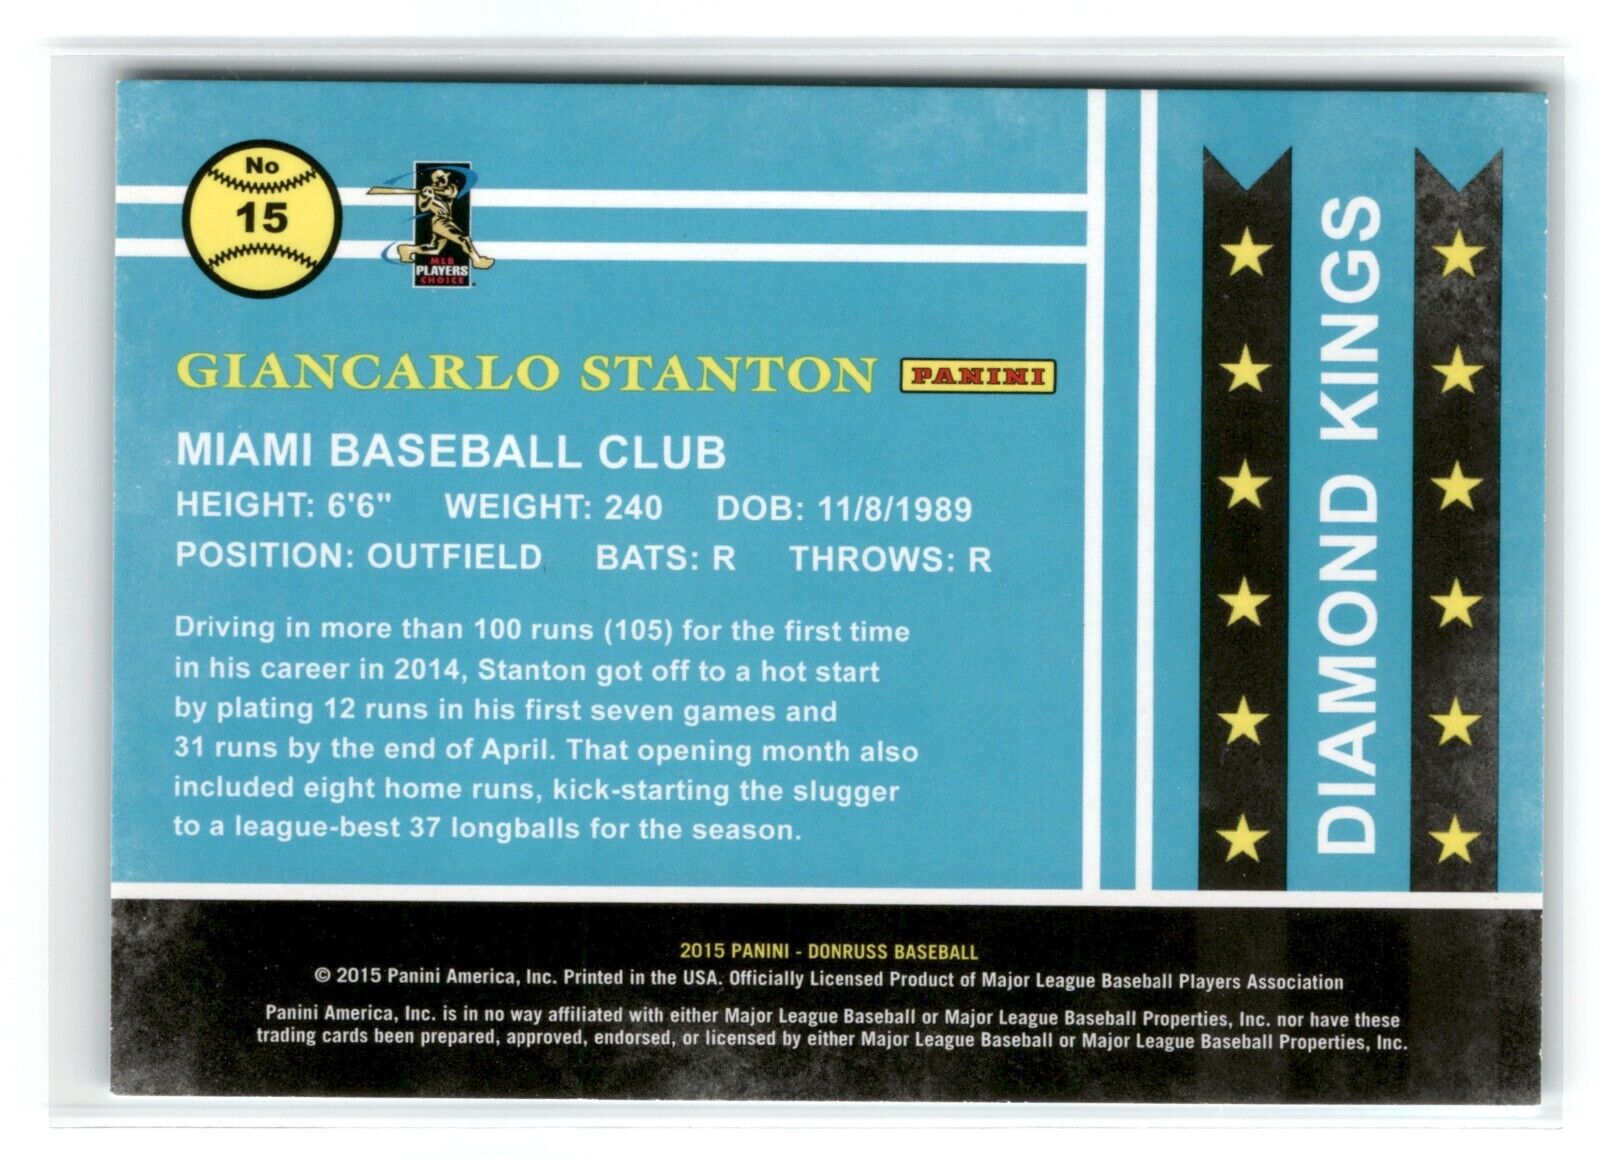 No
15
MLB
PLAYERS
CHOICE
GIANCARLO STANTON PANINI
MIAMI BASEBALL CLUB
HEIGHT: 6'6" WEIGHT: 240 DOB: 11/8/1989
POSITION: OUTFIELD BATS: R THROWS: R
Driving in more than 100 runs (105) for the first time
in his career in 2014, Stanton got off to a hot start
by plating 12 runs in his first seven games and
31 runs by the end of April. That opening month also
included eight home runs, kick-starting the slugger
to a league-best 37 longballs for the season.
DIAMOND KINGS
2015 PANINI - DONRUSS BASEBALL
© 2015 Panini America, Inc. Printed in the USA. Officially Licensed Product of Major League Baseball Players Association
Panini America, Inc. is in no way affiliated with either Major League Baseball or Major League Baseball Properties, Inc. nor have these
trading cards been prepared, approved, endorsed, or licensed by either Major League Baseball or Major League Baseball Properties, Inc.